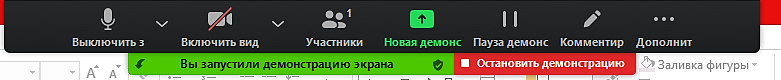 1
Выключить з Включить вид Участники Новая демонс Пауза демонс Комментир Дополнит
Вы запустили демонстрацию экрана Остановить демонстрацию
A A Заливка фигуры